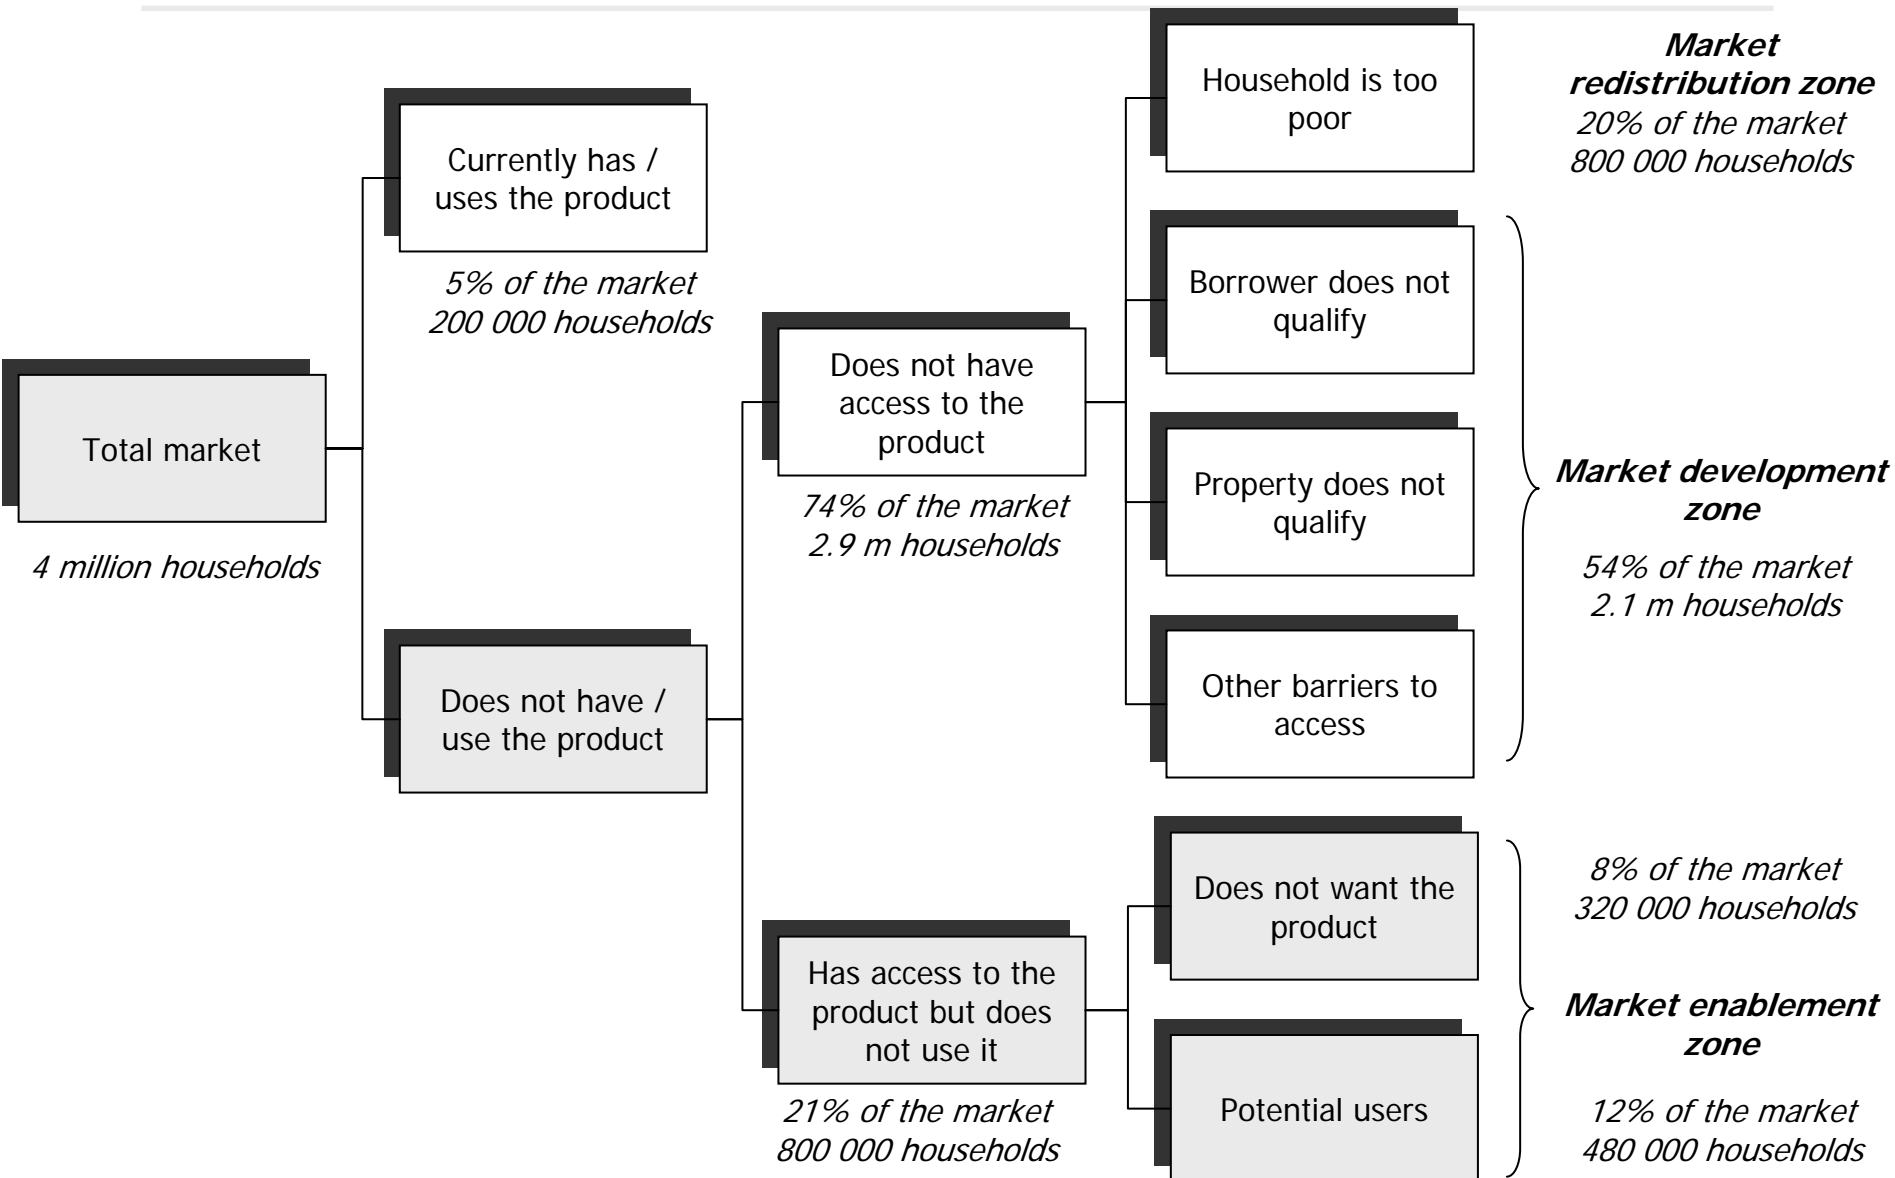 Total market
4 million households
Currently has /
uses the product
5% of the market
200 000 households
Does not have /
use the product
Does not have
access to the
product
74% of the market
2.9 m households
Has access to the
product but does
not use it
21% of the market
800 000 households
Household is too
poor
Market
redistribution zone
20% of the market
800 000 households
Borrower does not
qualify
Property does not
qualify
Other barriers to
access
Market development
zone
54% of the market
2.1 m households
Does not want the
product
8% of the market
320 000 households
Market enablement
zone
Potential users
12% of the market
480 000 households